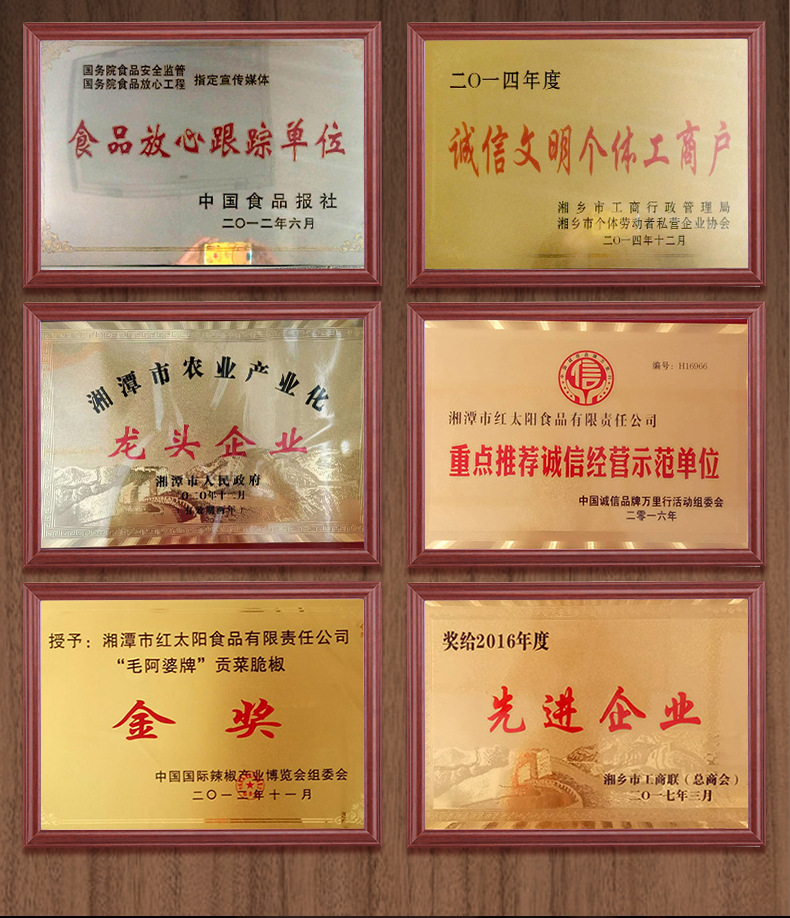 国务院食品安全监管
国务院食品放心工程
指定宣传媒体
食品放心跟踪单位
中国食品报社
二〇一二年六月
二〇一四年度
诚信文明个体工商户
湘乡市工商行政管理局
湘乡市个体劳动者私营企业协会
二〇一四年十二月
湘潭市农业产业化
龙头企业
湘潭市人民政府
编号：H16966
信
湘潭市红太阳食品有限责任公司
重点推荐诚信经营示范单位
中国诚信品牌万里行活动组委会
二零一六年
授予：湘潭市红太阳食品有限责任公司
“毛阿婆牌”贡菜脆椒
金奖
中国国际辣椒产业博览会组委会
奖给2016年度
先进企业
湘乡市工商联（总商会）
二〇一七年三月